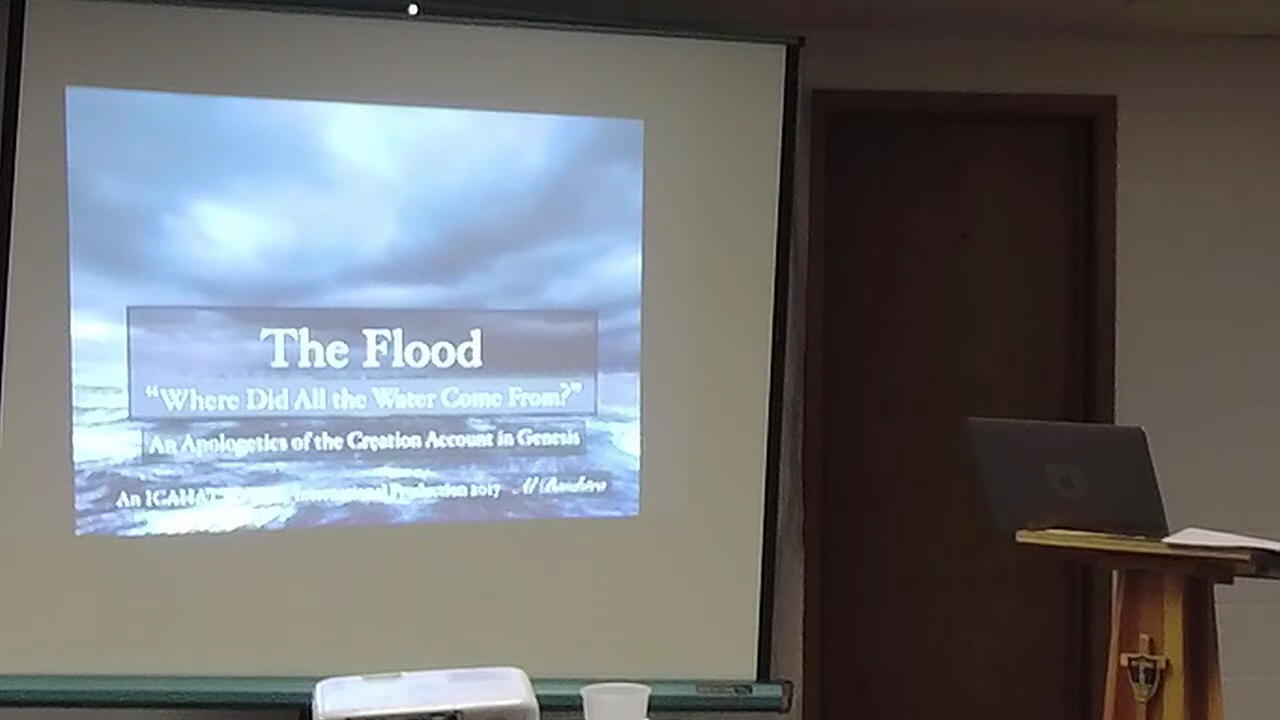 The Flood
“Where Did All the Water Come From?”
An Apologetics of the Creation Account in Genesis
An International Production 2017